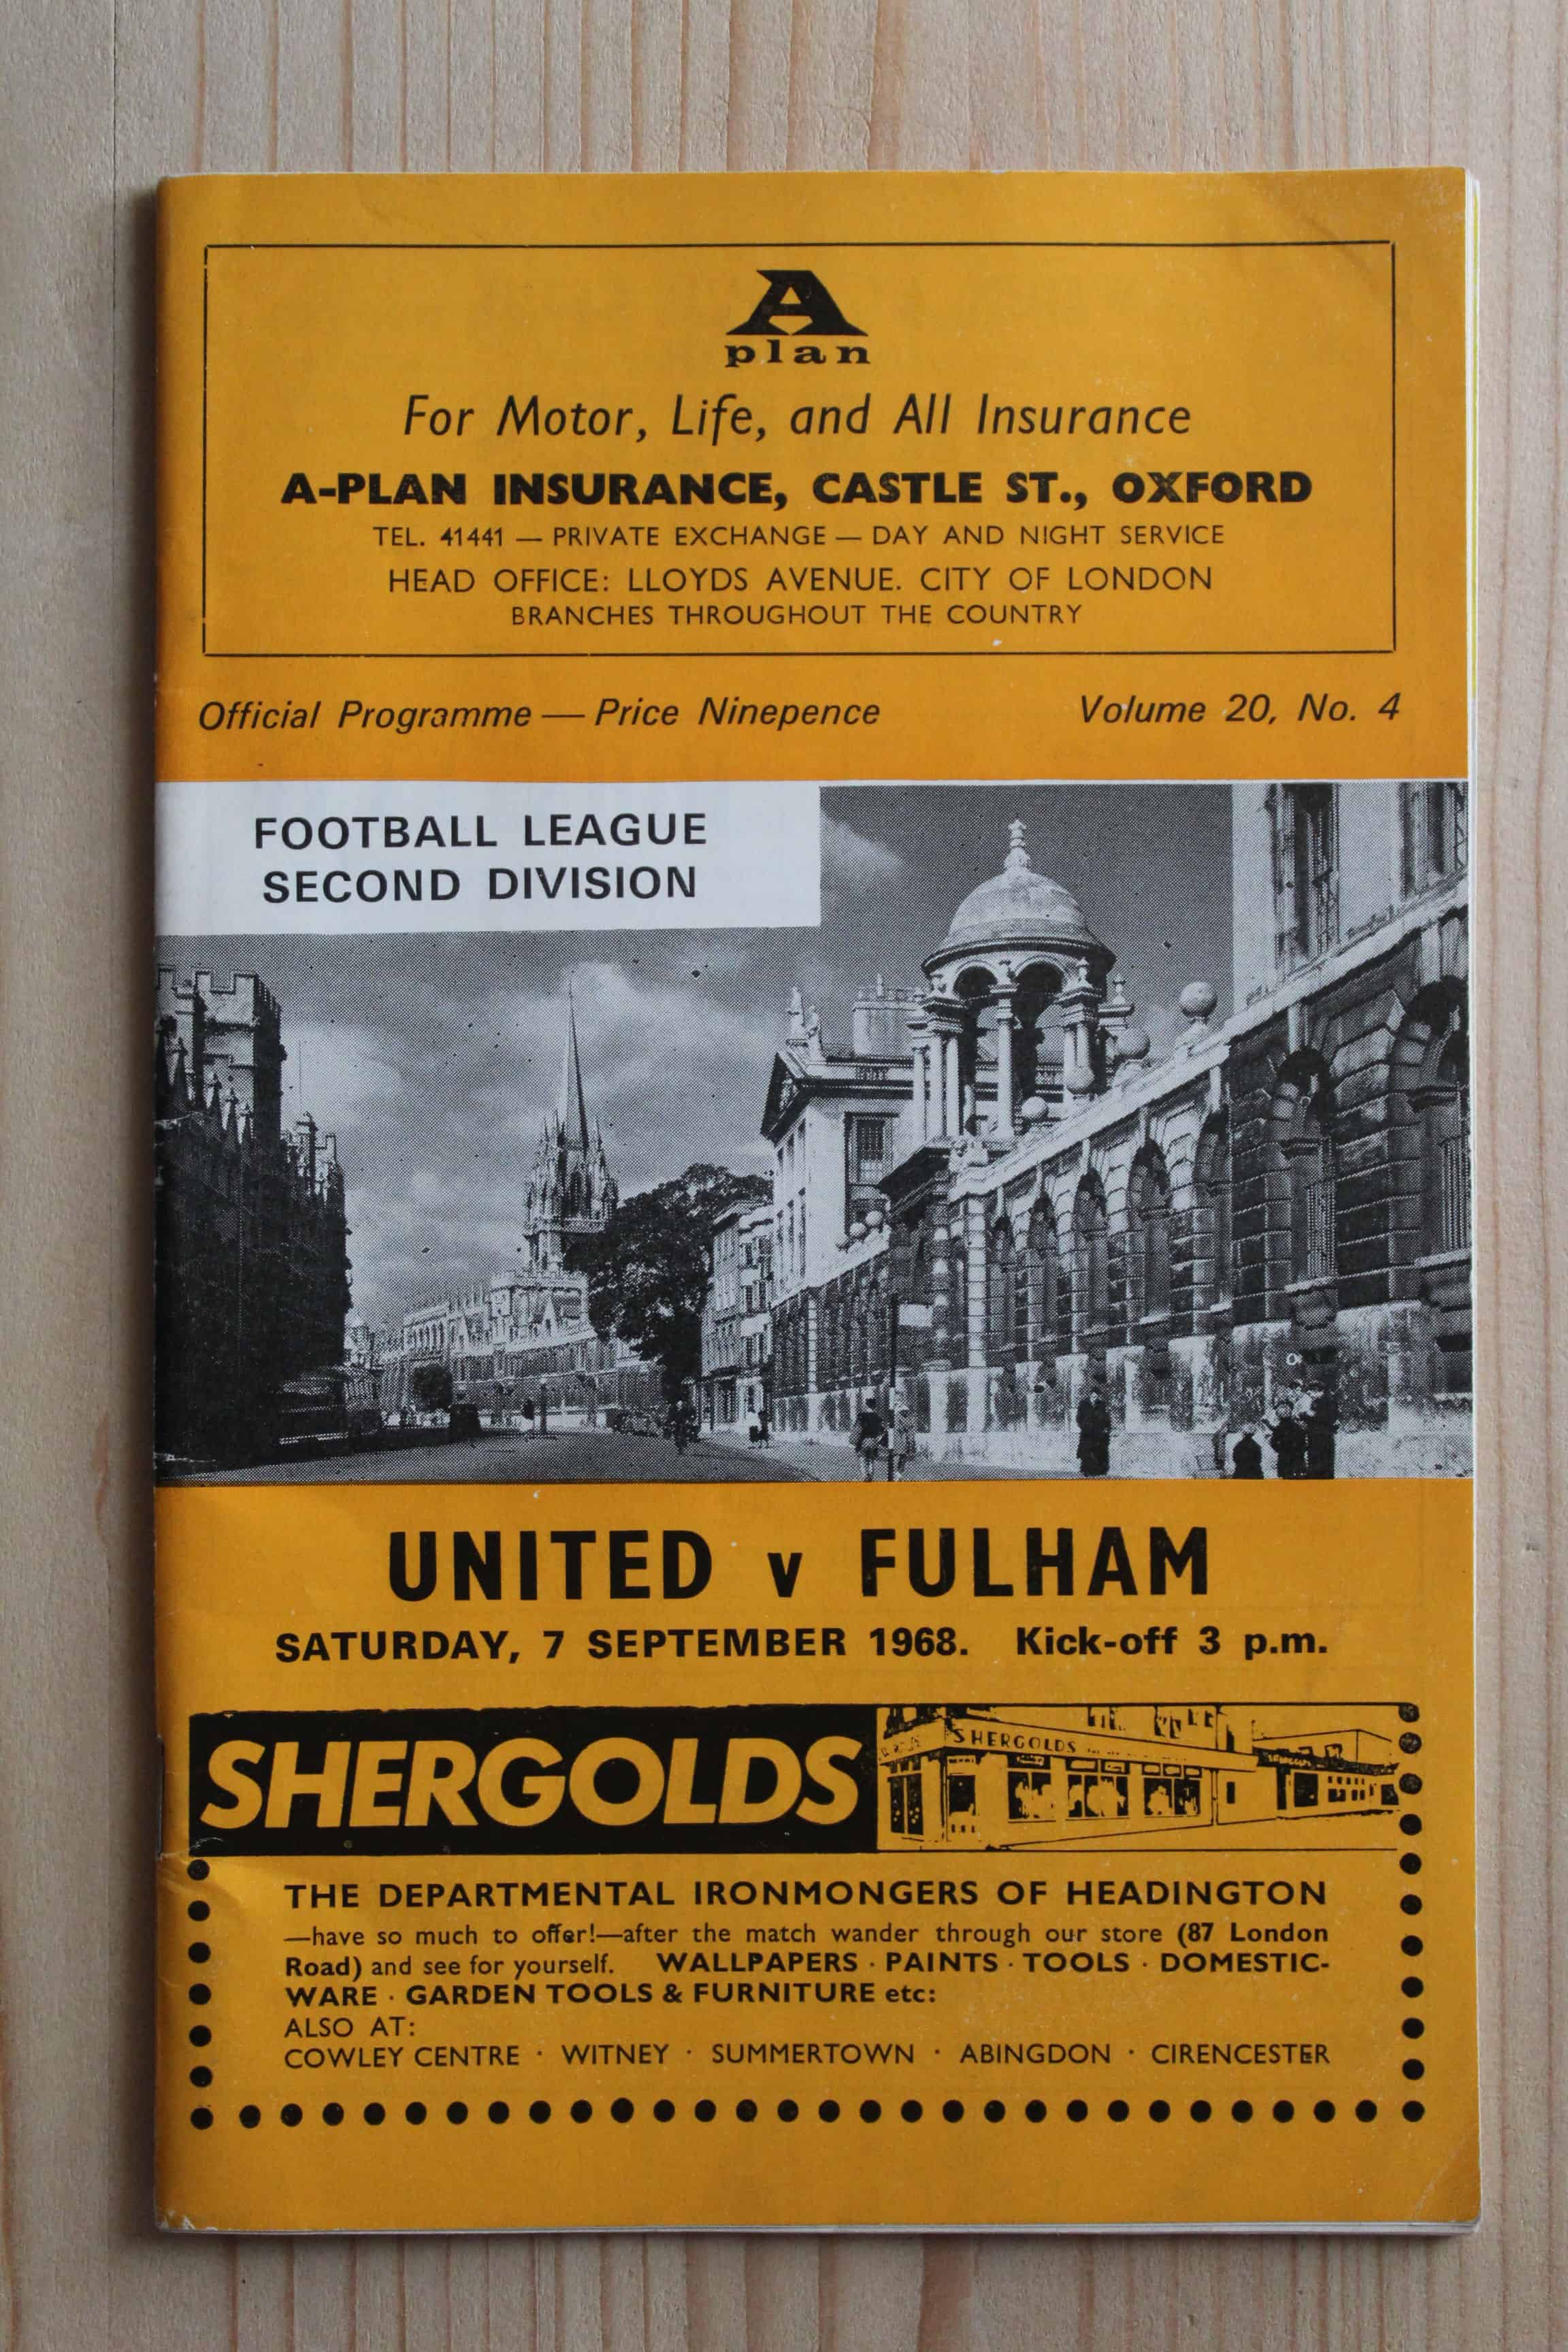 A
plan
For Motor, Life, and All Insurance
A-PLAN INSURANCE, CASTLE ST., OXFORD
TEL. 41441 — PRIVATE EXCHANGE — DAY AND NIGHT SERVICE
HEAD OFFICE: LLOYDS AVENUE. CITY OF LONDON
BRANCHES THROUGHOUT THE COUNTRY
Official Programme — Price Ninepence
Volume 20, No. 4
FOOTBALL LEAGUE
SECOND DIVISION
UNITED v FULHAM
SATURDAY, 7 SEPTEMBER 1968. Kick-off 3 p.m.
SHERGOLDS
SHERGOLDS
THE DEPARTMENTAL IRONMONGERS OF HEADINGTON
—have so much to offer!—after the match wander through our store (87 London
Road) and see for yourself. WALLPAPERS · PAINTS · TOOLS · DOMESTIC-
WARE · GARDEN TOOLS & FURNITURE etc:
ALSO AT:
COWLEY CENTRE · WITNEY · SUMMERTOWN · ABINGDON · CIRENCESTER